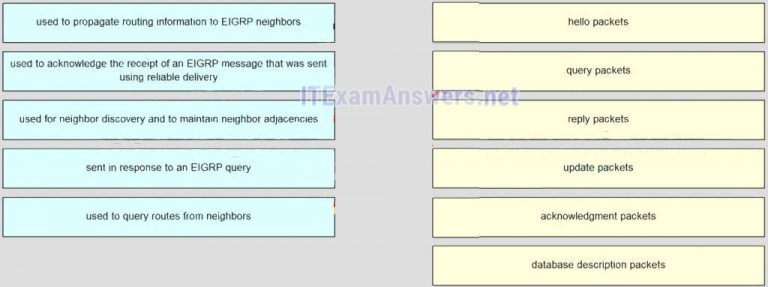 used to propagate routing information to EIGRP neighbors
hello packets
used to acknowledge the receipt of an EIGRP message that was sent
using reliable delivery
query packets
ITExamAnswers.net
used for neighbor discovery and to maintain neighbor adjacencies
reply packets
sent in response to an EIGRP query
update packets
used to query routes from neighbors
acknowledgment packets
database description packets